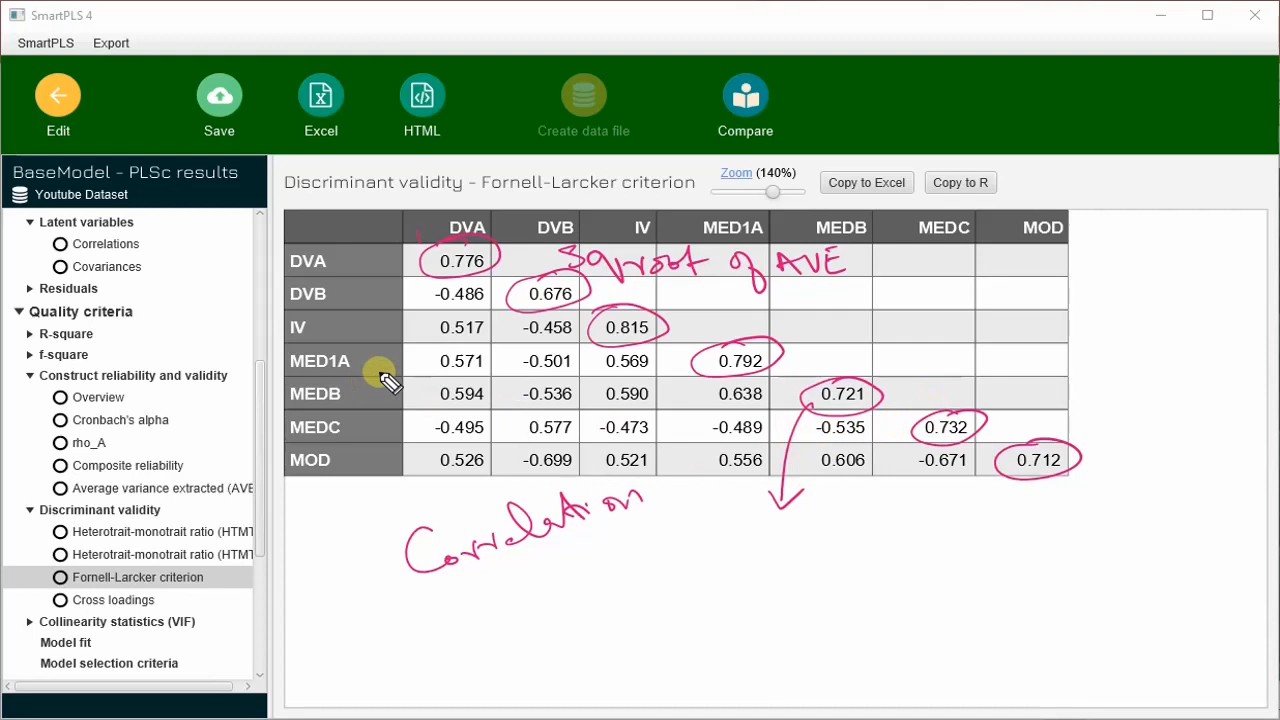 SmartPLS 4
SmartPLS Export
Edit Save Excel HTML Create data file Compare
BaseModel - PLSc results
Youtube Dataset
Latent variables
Correlations
Covariances
Residuals
Quality criteria
R-square
f-square
Construct reliability and validity
Overview
Cronbach's alpha
rho_A
Composite reliability
Average variance extracted (AVE
Discriminant validity
Heterotrait-monotrait ratio (HTMT
Heterotrait-monotrait ratio (HTMT
Fornell-Larcker criterion
Cross loadings
Collinearity statistics (VIF)
Model fit
Model selection criteria
Discriminant validity - Fornell-Larcker criterion Zoom (140%) Copy to Excel Copy to R
DVA DVB IV MED1A MEDB MEDC MOD
DVA 0.776
Sqroot of AVE
DVB -0.486 0.676
IV 0.517 -0.458 0.815
MED1A 0.571 -0.501 0.569 0.792
MEDB 0.594 -0.536 0.590 0.638 0.721
MEDC -0.495 0.577 -0.473 -0.489 -0.535 0.732
MOD 0.526 -0.699 0.521 0.556 0.606 -0.671 0.712
Correlation